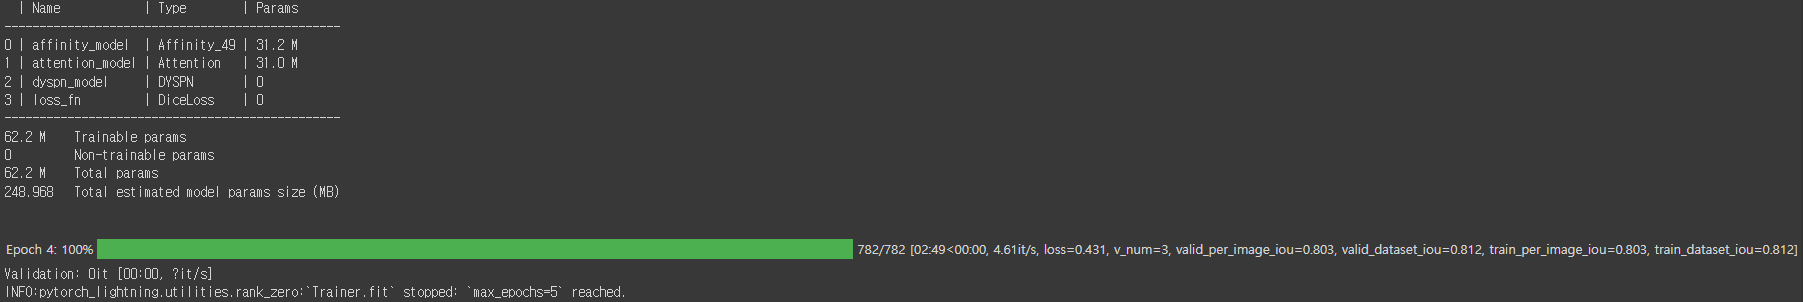 | Name            | Type        | Params
------------------------------------------------
0 | affinity_model  | Affinity_49 | 31.2 M
1 | attention_model | Attention   | 31.0 M
2 | dyspn_model     | DYSPN       | 0
3 | loss_fn         | DiceLoss    | 0
------------------------------------------------
62.2 M    Trainable params
0         Non-trainable params
62.2 M    Total params
248.968   Total estimated model params size (MB)
Epoch 4: 100% 782/782 [02:49<00:00, 4.61it/s, loss=0.431, v_num=3, valid_per_image_iou=0.803, valid_dataset_iou=0.812, train_per_image_iou=0.803, train_dataset_iou=0.812]
Validation: 0it [00:00, ?it/s]
INFO:pytorch_lightning.utilities.rank_zero:`Trainer.fit` stopped: `max_epochs=5` reached.